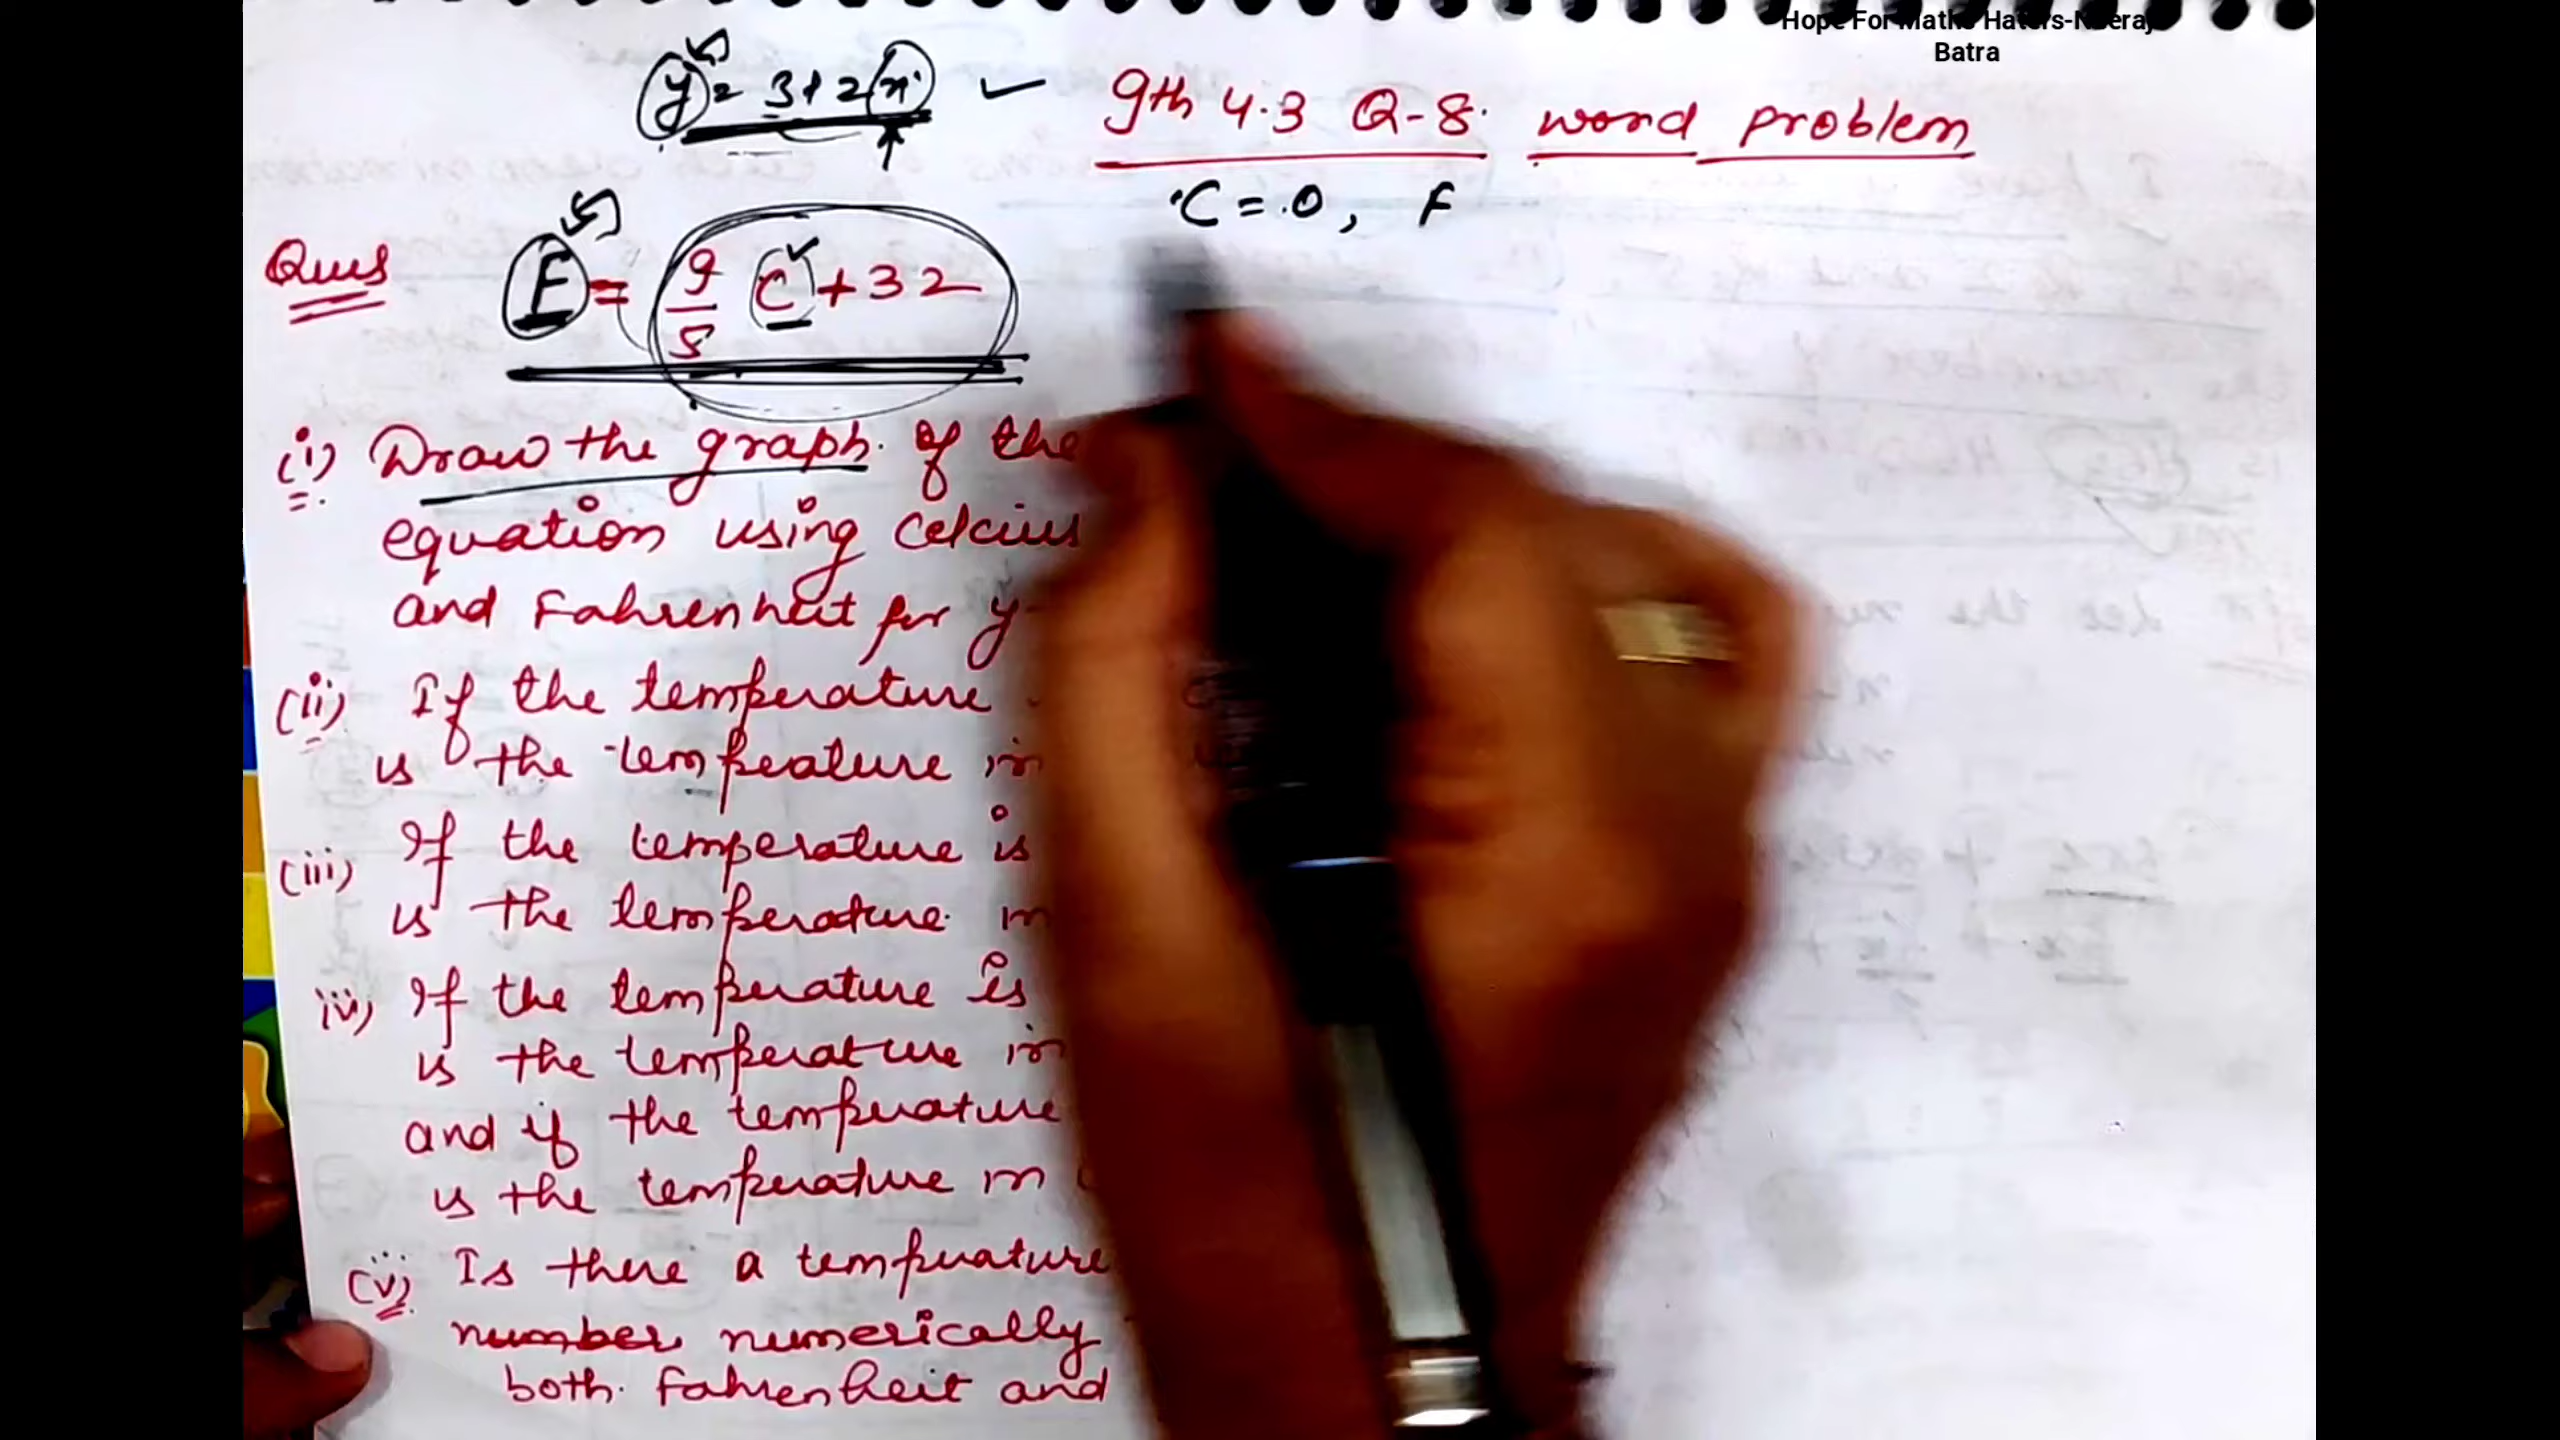 Hope For Maths Haters-Neeraj
Batra
y = 3+2x
9th 4.3 Q-8. word problem
C = 0, F
Ques
F = 9/5 C + 32
(i) Draw the graph of the
equation using Celcius
and Fahrenheit for y-
(ii) If the temperature
is the tempeature in
(iii) If the temperature is
is the temperature in
iv) If the temperature is
is the temperature in
and if the temperature
is the temperature in
(v) Is there a temperature
number numerically
both Fahrenheit and